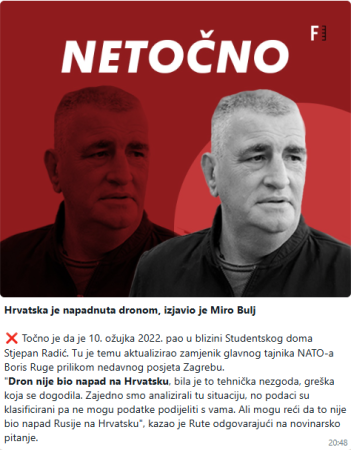 F
NETOČNO
Hrvatska je napadnuta dronom, izjavio je Miro Bulj
❌ Točno je da je 10. ožujka 2022. pao u blizini Studentskog doma
Stjepan Radić. Tu je temu aktualizirao zamjenik glavnog tajnika NATO-a
Boris Ruge prilikom nedavnog posjeta Zagrebu.
"Dron nije bio napad na Hrvatsku, bila je to tehnička nezgoda, greška
koja se dogodila. Zajedno smo analizirali tu situaciju, no podaci su
klasificirani pa ne mogu podatke podijeliti s vama. Ali mogu reći da to nije
bio napad Rusije na Hrvatsku", kazao je Rute odgovarajući na novinarsko
pitanje.
20:48